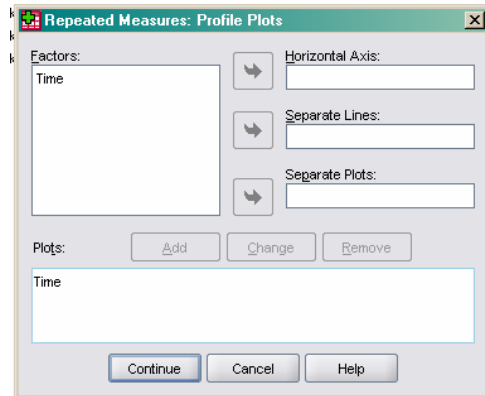 Repeated Measures: Profile Plots
Factors:
Time
Horizontal Axis:
Separate Lines:
Separate Plots:
Plots:
Add
Change
Remove
Time
Continue
Cancel
Help